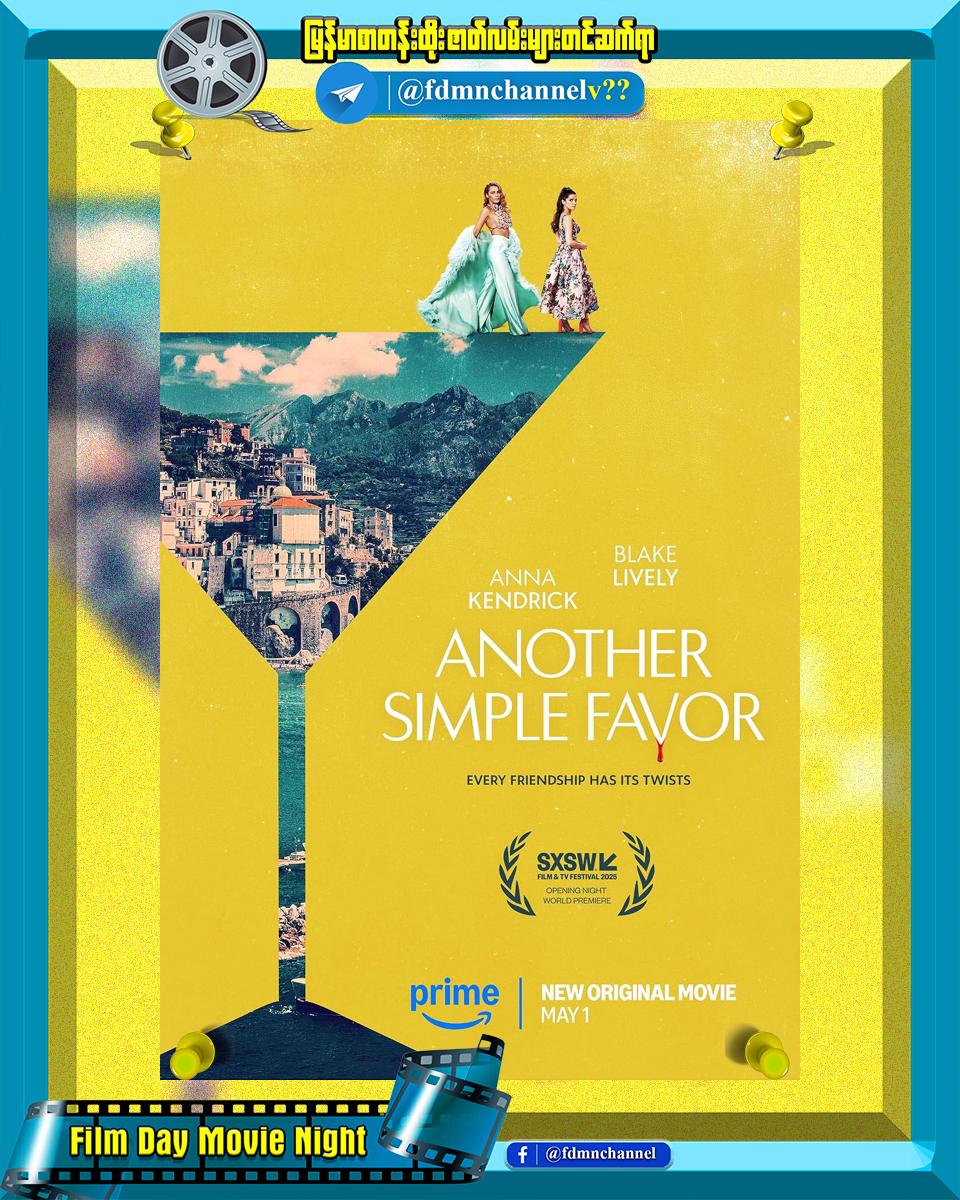 မြန်မာစာတန်းထိုးဇာတ်လမ်းများတင်ဆက်ရာ
@fdmnchannelv??
BLAKE
LIVELY
ANNA
KENDRICK
ANOTHER
SIMPLE FAVOR
EVERY FRIENDSHIP HAS ITS TWISTS
SXSW
FILM & TV FESTIVAL 2025
OPENING NIGHT
WORLD PREMIERE
prime
NEW ORIGINAL MOVIE
MAY 1
Film Day Movie Night
@fdmnchannel